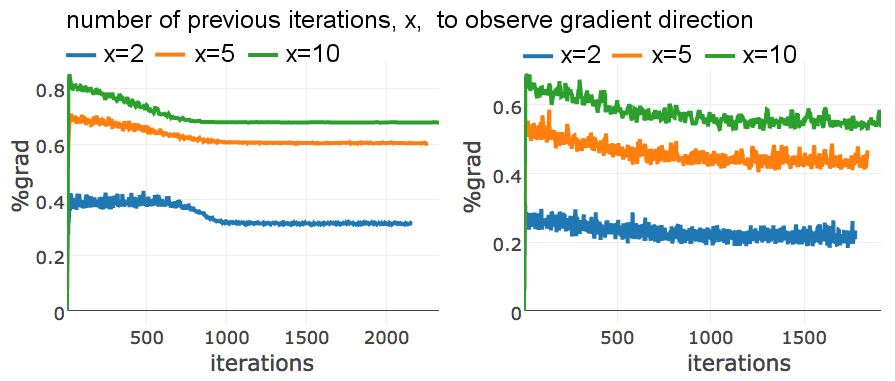 number of previous iterations, x, to observe gradient direction
x=2 x=5 x=10
%grad
0.8
0.6
0.4
0.2
0
500 1000 1500 2000
iterations
x=2 x=5 x=10
%grad
0.6
0.4
0.2
0
500 1000 1500
iterations